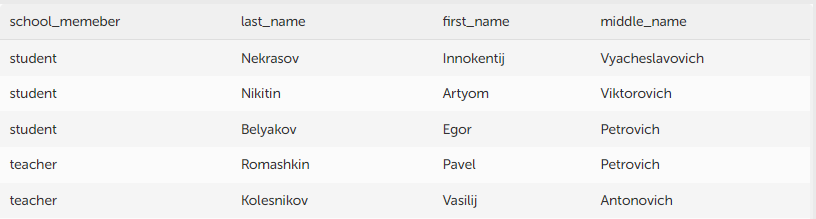 school_memeber last_name first_name middle_name
student Nekrasov Innokentij Vyacheslavovich
student Nikitin Artyom Viktorovich
student Belyakov Egor Petrovich
teacher Romashkin Pavel Petrovich
teacher Kolesnikov Vasilij Antonovich